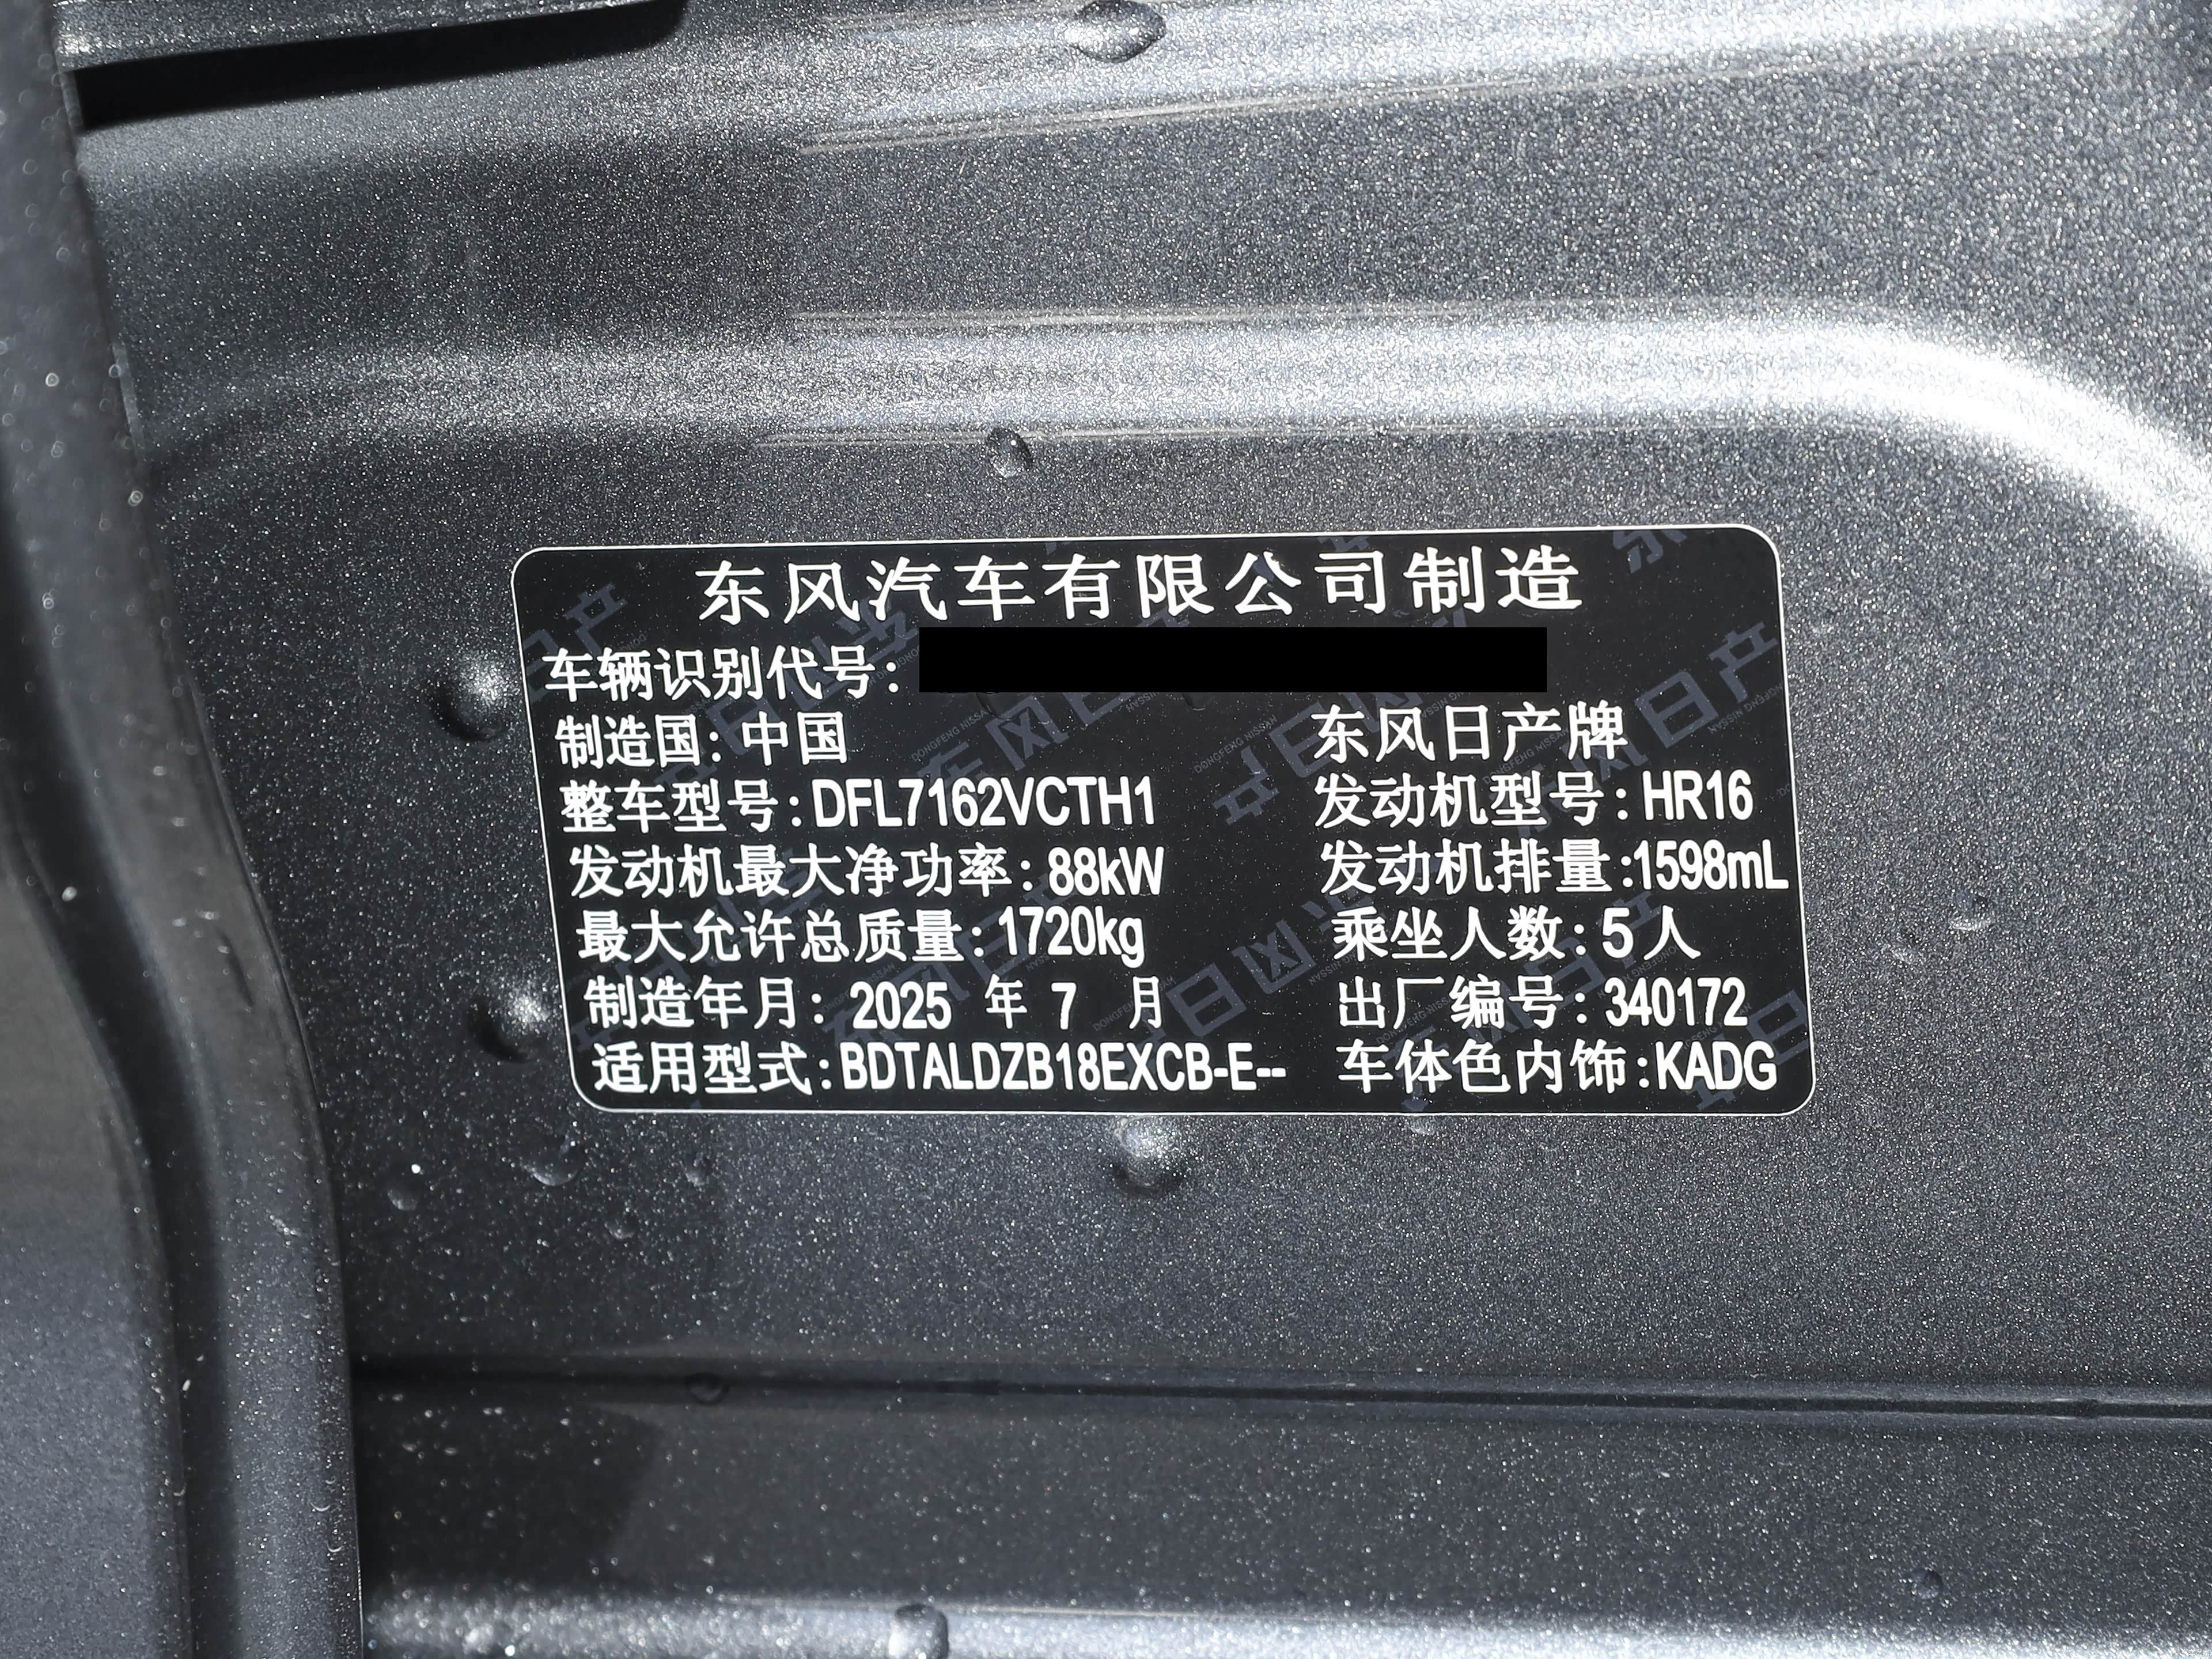 东风汽车有限公司制造
车辆识别代号:
制造国:中国 东风日产牌
整车型号:DFL7162VCTH1 发动机型号:HR16
发动机最大净功率:88kW 发动机排量:1598mL
最大允许总质量:1720kg 乘坐人数:5人
制造年月: 2025 年 7 月 出厂编号:340172
适用型式:BDTALDZB18EXCB-E-- 车体色内饰:KADG